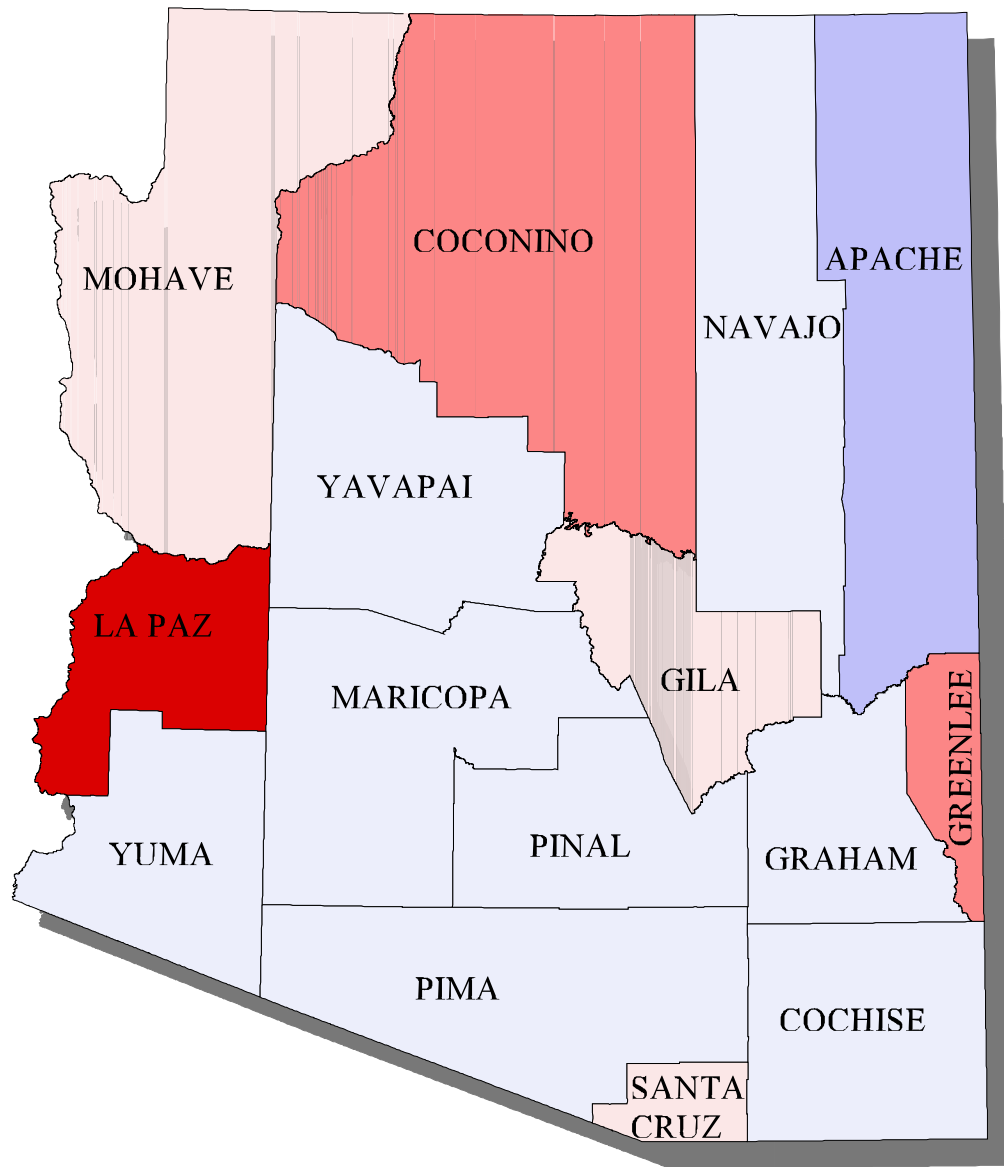 COCONINO
APACHE
MOHAVE
NAVAJO
YAVAPAI
LA PAZ
GILA
MARICOPA
GREENLEE
PINAL
YUMA
GRAHAM
PIMA
COCHISE
SANTA
CRUZ